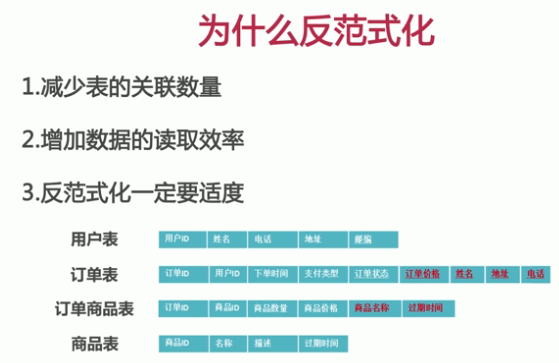 为什么反范式化
1.减少表的关联数量
2.增加数据的读取效率
3.反范式化一定要适度
用户表 用户ID 姓名 电话 地址 邮编
订单表 订单ID 用户ID 下单时间 支付类型 订单状态 订单价格 姓名 地址 电话
订单商品表 订单ID 商品ID 商品数量 商品价格 商品名称 过期时间
商品表 商品ID 名称 描述 过期时间